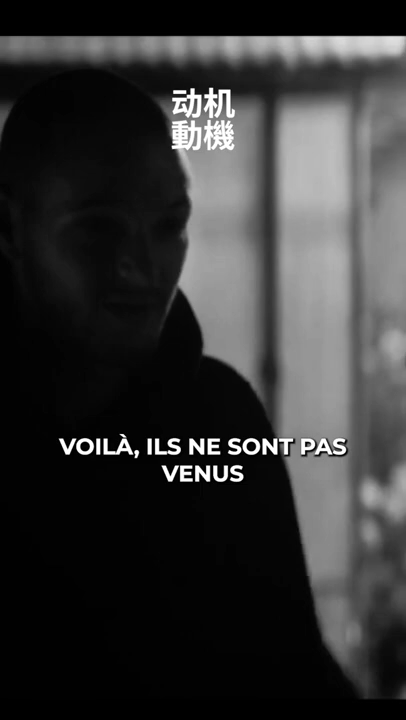 动机
動機
VOILÀ, ILS NE SONT PAS
VENUS